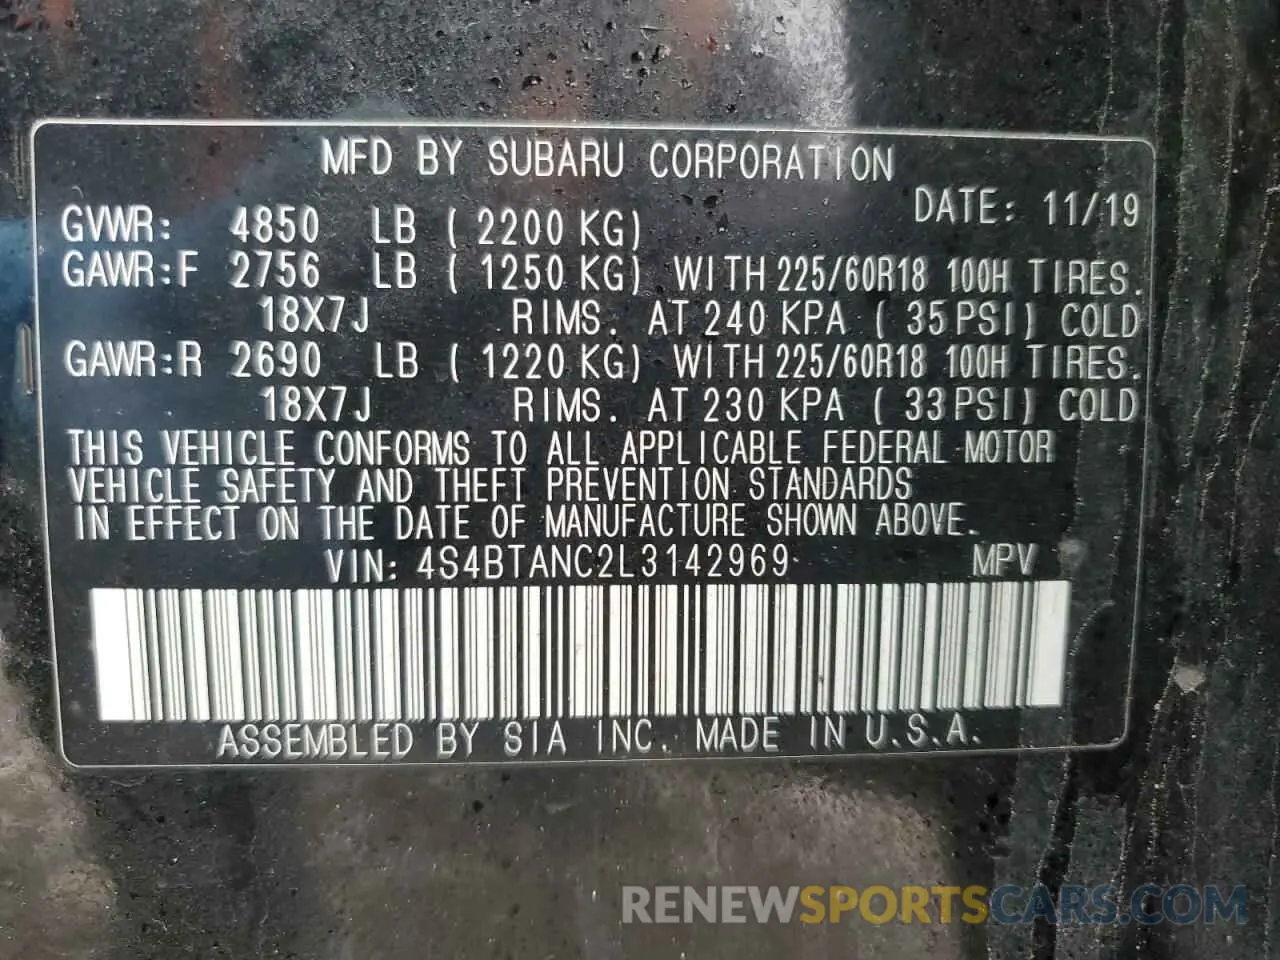 MFD BY SUBARU CORPORATION
DATE: 11/19
GVWR: 4850 LB ( 2200 KG)
GAWR:F 2756 LB ( 1250 KG) WITH 225/60R18 100H TIRES.
18X7J RIMS. AT 240 KPA ( 35 PSI) COLD
GAWR:R 2690 LB ( 1220 KG) WITH 225/60R18 100H TIRES.
18X7J RIMS. AT 230 KPA ( 33 PSI) COLD
THIS VEHICLE CONFORMS TO ALL APPLICABLE FEDERAL MOTOR
VEHICLE SAFETY AND THEFT PREVENTION STANDARDS
IN EFFECT ON THE DATE OF MANUFACTURE SHOWN ABOVE.
VIN: 4S4BTANC2L3142969 MPV
ASSEMBLED BY SIA INC. MADE IN U.S.A.
RENEWSPORTSCARS.COM